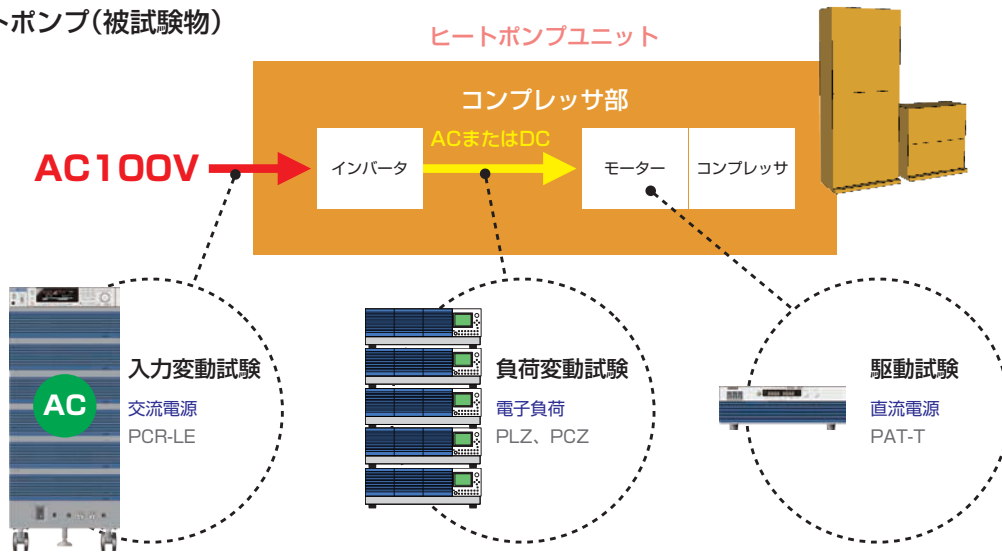 トポンプ(被試験物)
ヒートポンプユニット
コンプレッサ部
AC100V
インバータ
ACまたはDC
モーター
コンプレッサ
AC
入力変動試験
交流電源
PCR-LE
負荷変動試験
電子負荷
PLZ、PCZ
駆動試験
直流電源
PAT-T